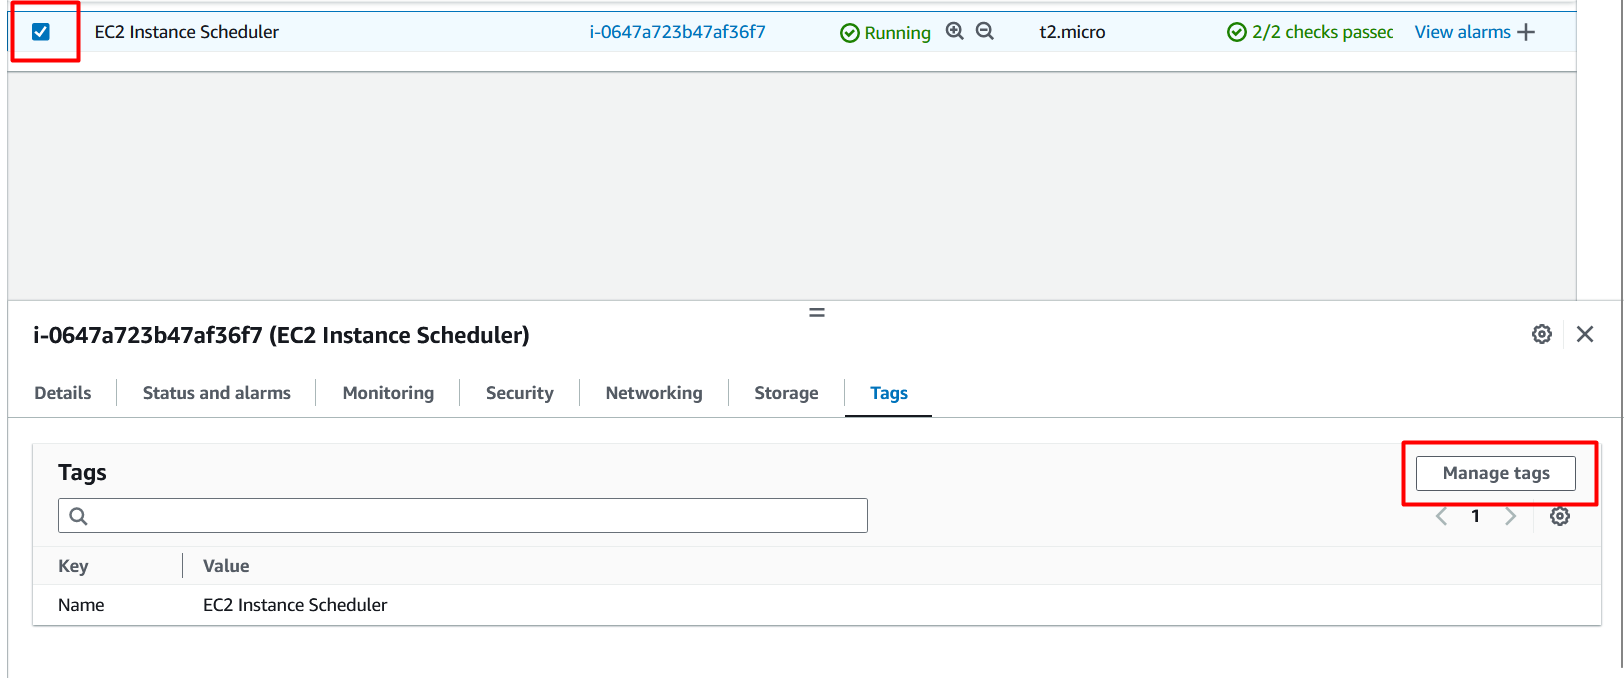 EC2 Instance Scheduler i-0647a723b47af36f7 Running t2.micro 2/2 checks passec View alarms
i-0647a723b47af36f7 (EC2 Instance Scheduler)
Details Status and alarms Monitoring Security Networking Storage Tags
Tags Manage tags
1
Key Value
Name EC2 Instance Scheduler